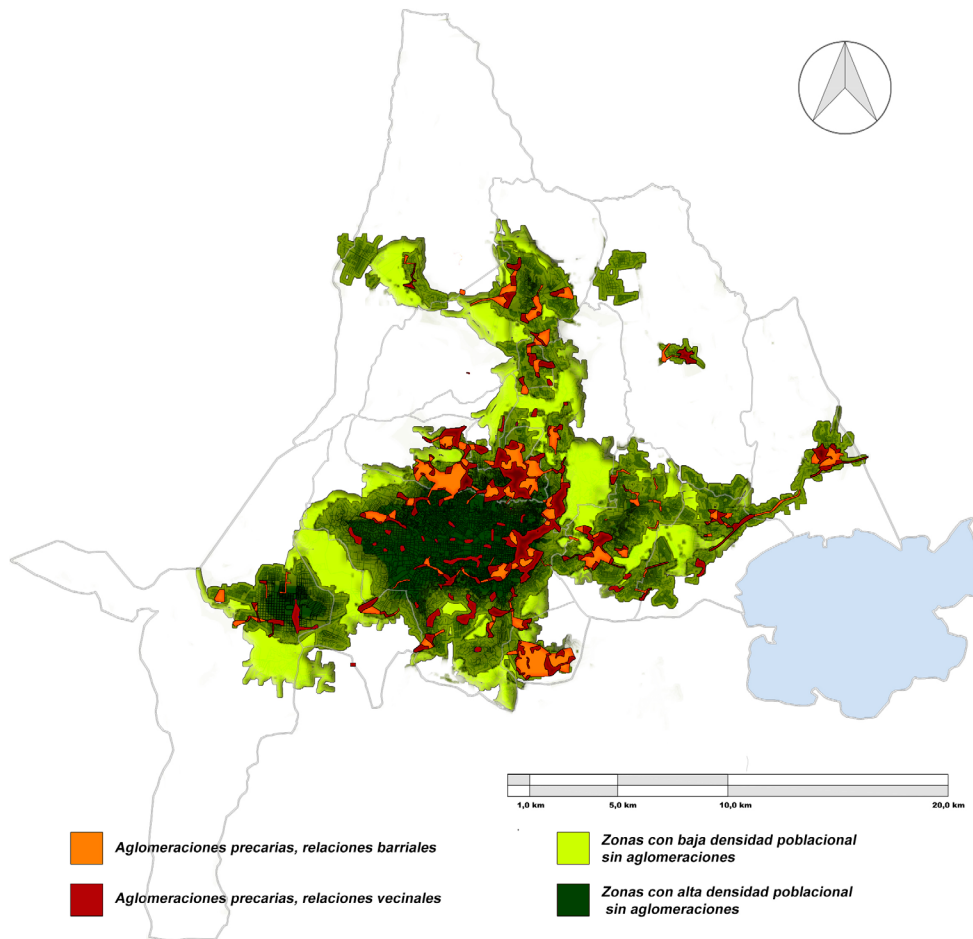 1,0 km 5,0 km 10,0 km 20,0 km
Aglomeraciones precarias, relaciones barriales
Aglomeraciones precarias, relaciones vecinales
Zonas con baja densidad poblacional
sin aglomeraciones
Zonas con alta densidad poblacional
sin aglomeraciones